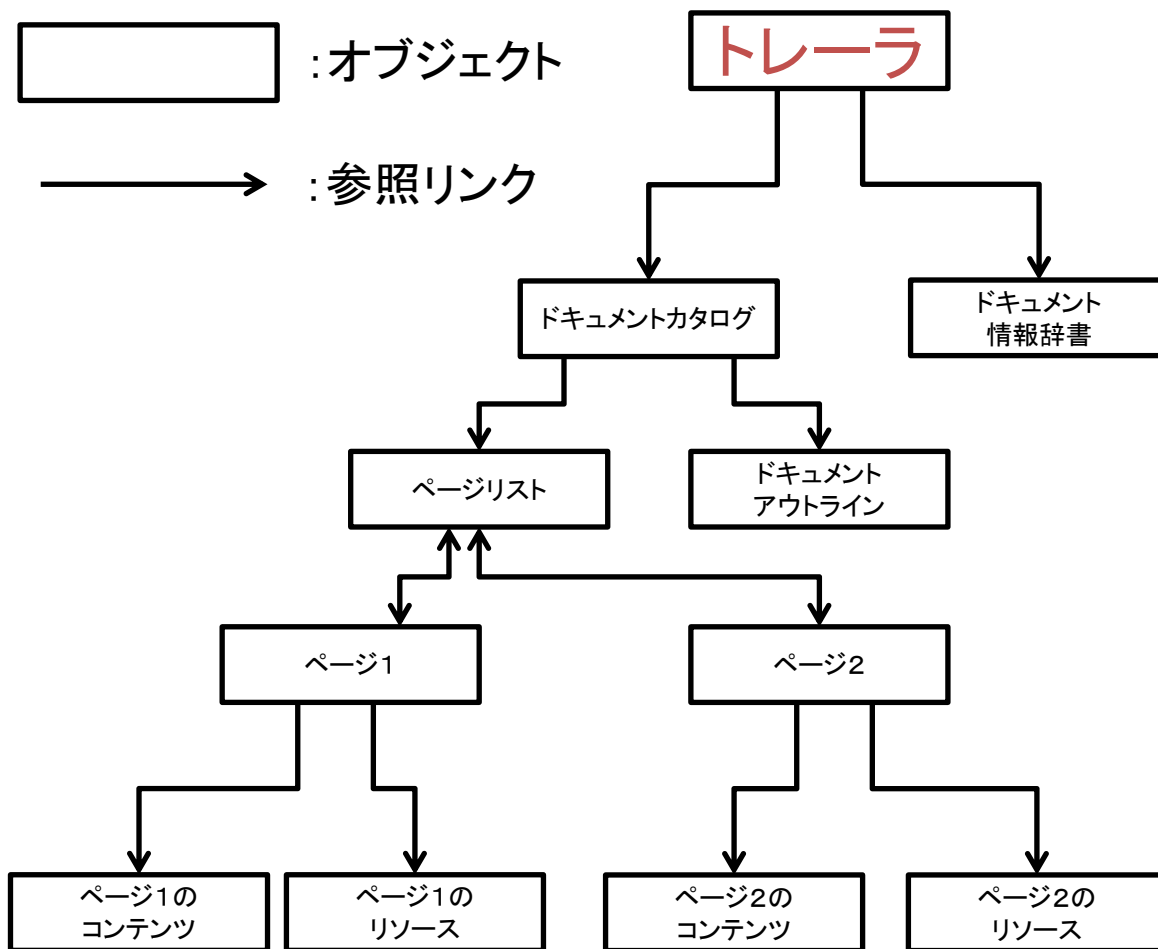 :オブジェクト
トレーラ
:参照リンク
ドキュメントカタログ
ドキュメント
情報辞書
ページリスト
ドキュメント
アウトライン
ページ1
ページ2
ページ1の
コンテンツ
ページ1の
リソース
ページ2の
コンテンツ
ページ2の
リソース